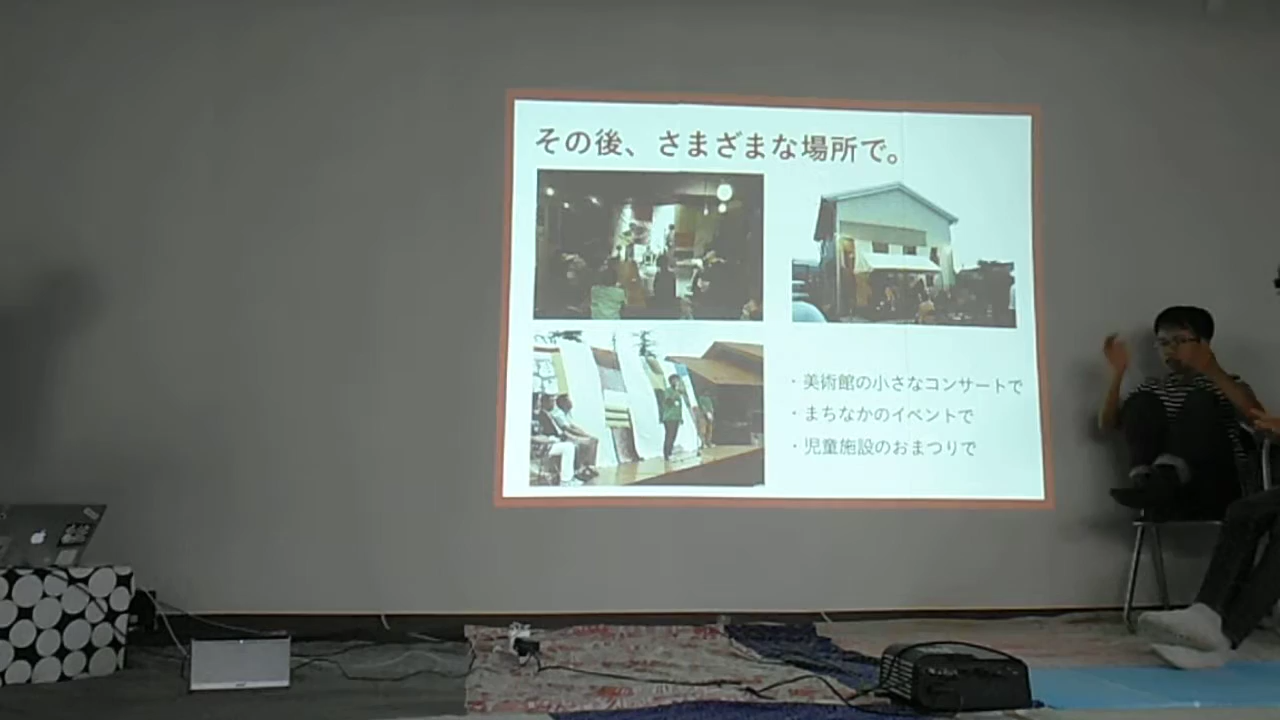 その後、さまざまな場所で。
・美術館の小さなコンサートで
・まちなかのイベントで
・児童施設のおまつりで